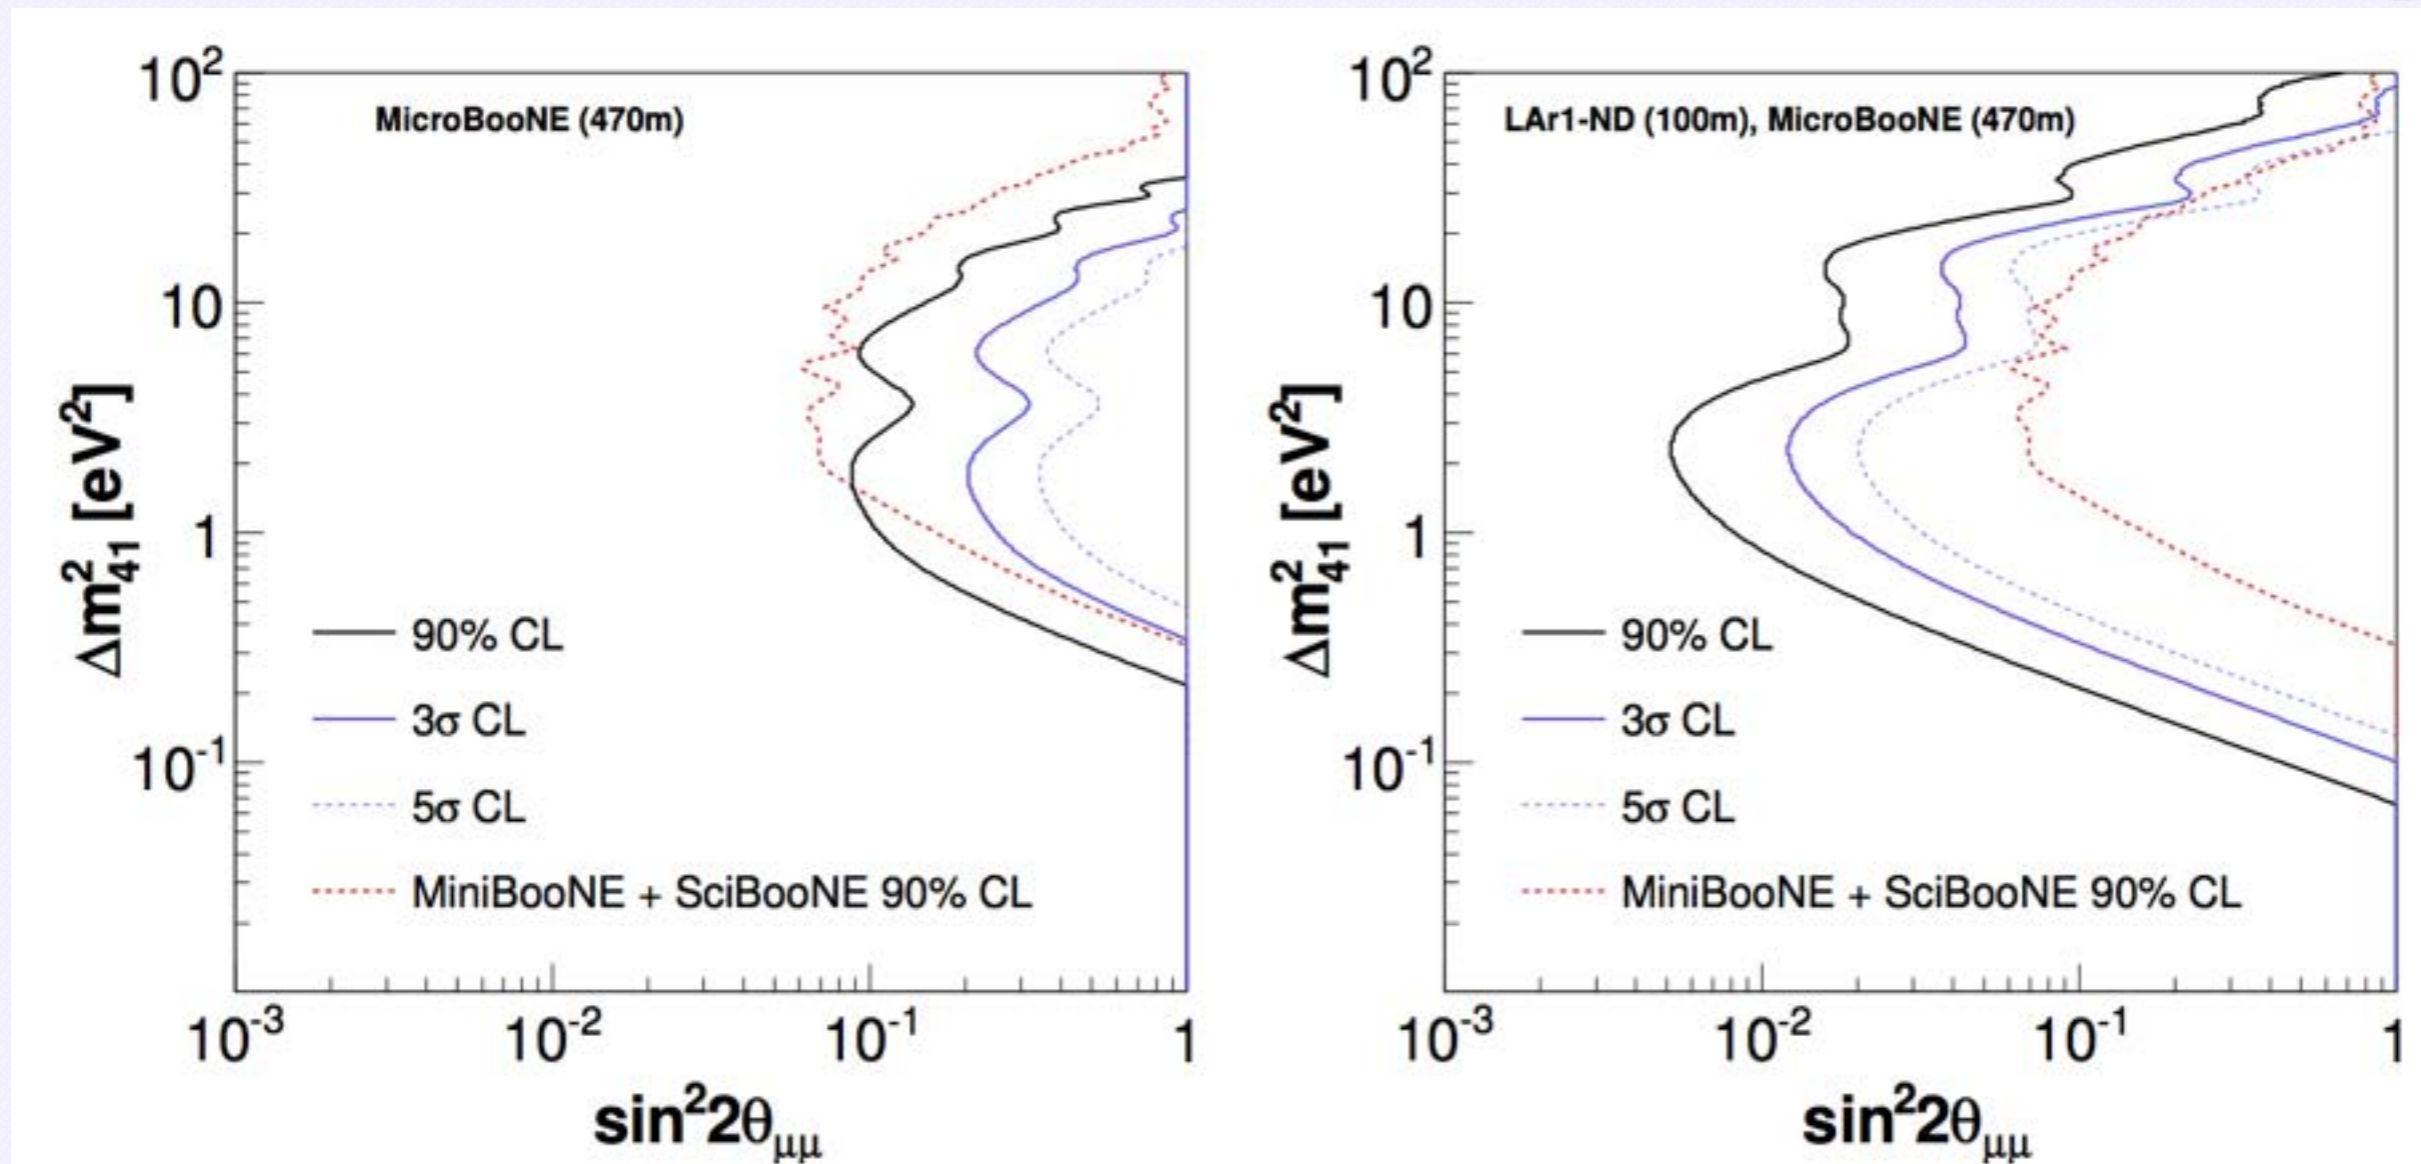 MicroBooNE (470m)
10²
10
1
10⁻¹
Δm²₄₁ [eV²]
90% CL
3σ CL
5σ CL
MiniBooNE + SciBooNE 90% CL
10⁻³ 10⁻² 10⁻¹ 1
sin²2θμμ
LAr1-ND (100m), MicroBooNE (470m)
10²
10
1
10⁻¹
Δm²₄₁ [eV²]
90% CL
3σ CL
5σ CL
MiniBooNE + SciBooNE 90% CL
10⁻³ 10⁻² 10⁻¹ 1
sin²2θμμ